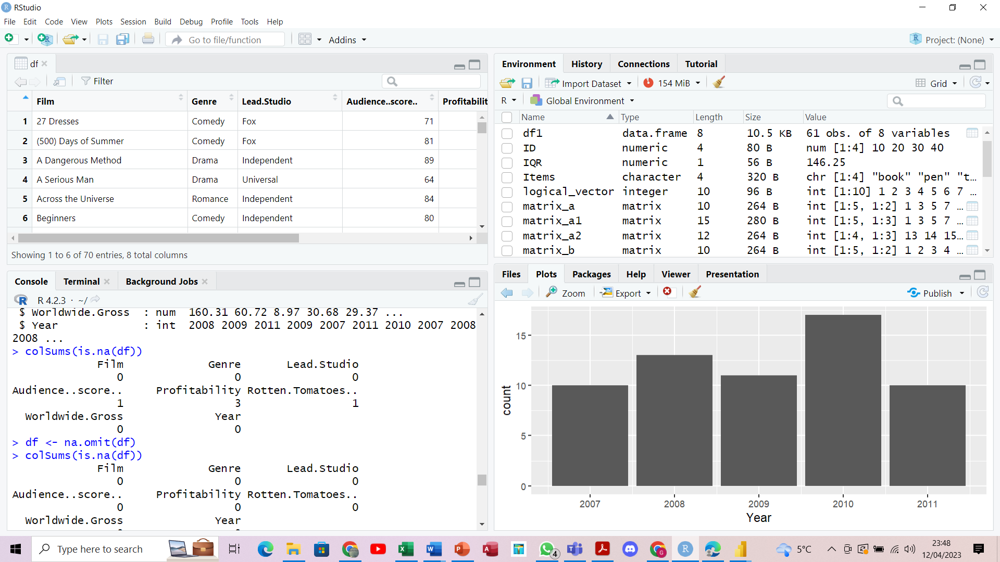 RStudio
File Edit Code View Plots Session Build Debug Profile Tools Help
Go to file/function Addins Project: (None)
df
Filter
Film Genre Lead.Studio Audience..score.. Profitabilit
1 27 Dresses Comedy Fox 71
2 (500) Days of Summer Comedy Fox 81
3 A Dangerous Method Drama Independent 89
4 A Serious Man Drama Universal 64
5 Across the Universe Romance Independent 84
6 Beginners Comedy Independent 80
Showing 1 to 6 of 70 entries, 8 total columns
Console Terminal Background Jobs
R 4.2.3 · ~/
$ Worldwide.Gross : num 160.31 60.72 8.97 30.68 29.37 ...
$ Year : int 2008 2009 2011 2009 2007 2011 2010 2007 2008
2008 ...
> colSums(is.na(df))
Film Genre Lead.Studio
0 0 0
Audience..score.. Profitability Rotten.Tomatoes..
1 3 1
Worldwide.Gross Year
0 0
> df <- na.omit(df)
> colSums(is.na(df))
Film Genre Lead.Studio
0 0 0
Audience..score.. Profitability Rotten.Tomatoes..
0 0 0
Worldwide.Gross Year
Environment History Connections Tutorial
Import Dataset 154 MiB Grid
R Global Environment
Name Type Length Size Value
df1 data.frame 8 10.5 KB 61 obs. of 8 variables
ID numeric 4 80 B num [1:4] 10 20 30 40
IQR numeric 1 56 B 146.25
Items character 4 320 B chr [1:4] "book" "pen" "t...
logical_vector integer 10 96 B int [1:10] 1 2 3 4 5 6 7 ...
matrix_a matrix 10 264 B int [1:5, 1:2] 1 3 5 7 ...
matrix_a1 matrix 15 280 B int [1:5, 1:3] 1 3 5 7 ...
matrix_a2 matrix 12 264 B int [1:4, 1:3] 13 14 15...
matrix_b matrix 10 264 B int [1:5, 1:2] 1 2 3 4 ...
Files Plots Packages Help Viewer Presentation
Zoom Export Publish
15
10
5
0
count
2007 2008 2009 2010 2011
Year
Type here to search 4 5°C 23:48
12/04/2023